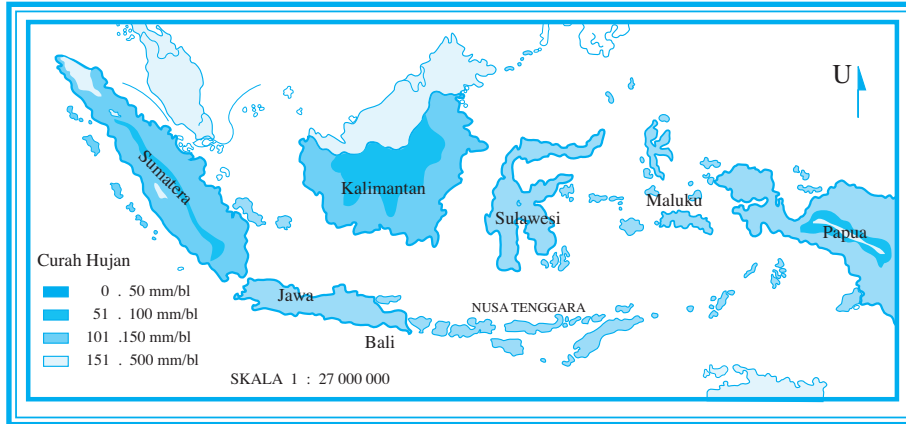 U
Sumatera
Kalimantan
Sulawesi
Maluku
Papua
Curah Hujan
0 . 50 mm/bl
51 . 100 mm/bl
101 .150 mm/bl
151 . 500 mm/bl
Jawa
Bali
NUSA TENGGARA
SKALA 1 : 27 000 000